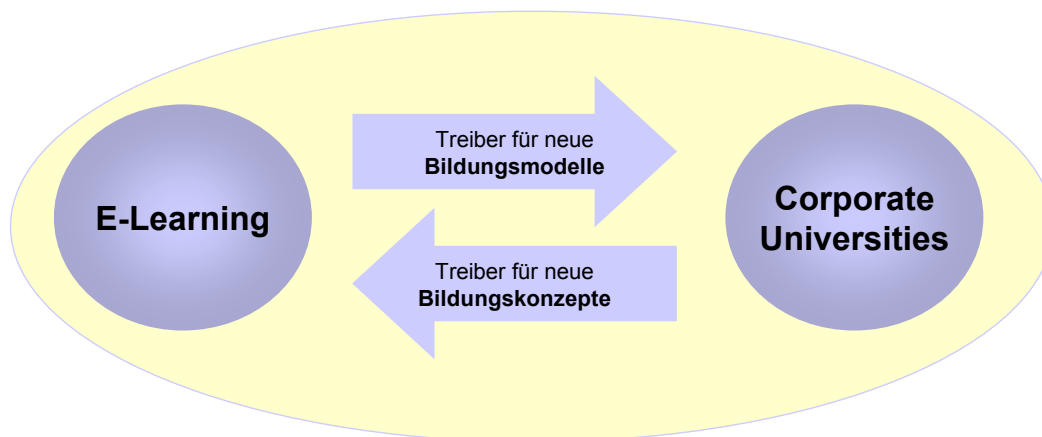 Treiber für neue
Bildungsmodelle
E-Learning
Corporate
Universities
Treiber für neue
Bildungskonzepte